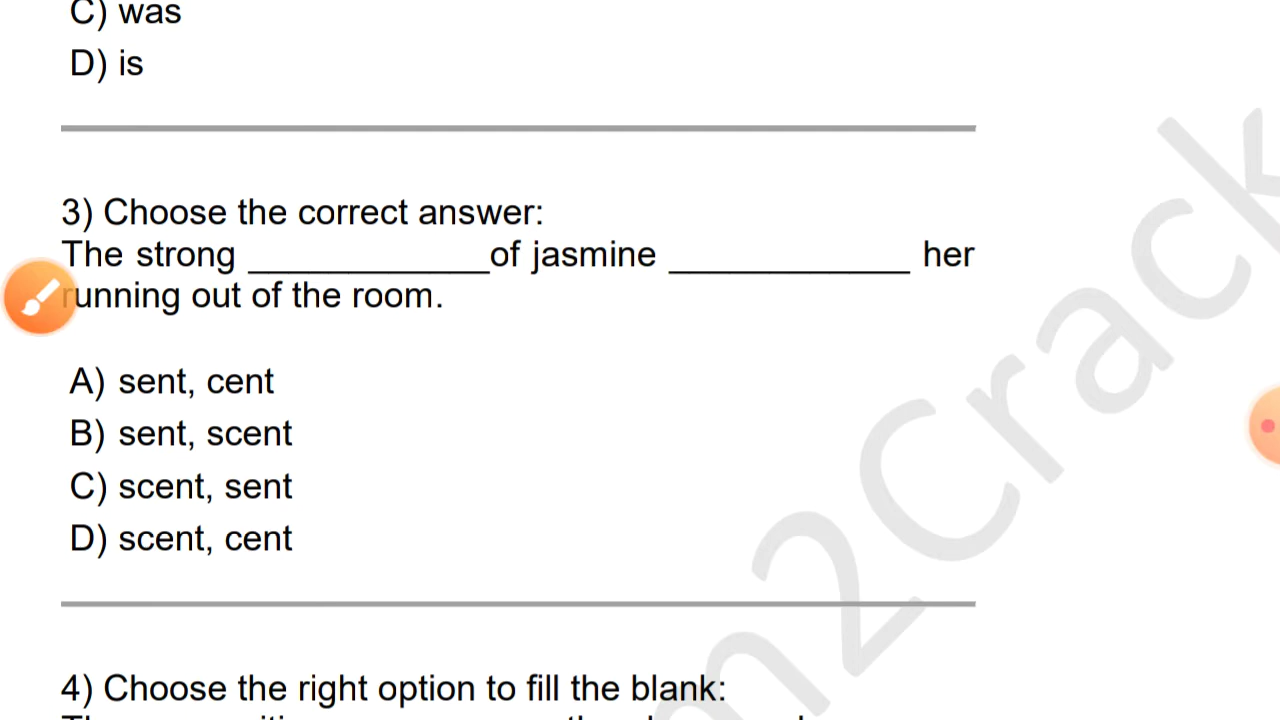 C) was
D) is
3) Choose the correct answer:
The strong ____________of jasmine ____________ her
running out of the room.
A) sent, cent
B) sent, scent
C) scent, sent
D) scent, cent
4) Choose the right option to fill the blank:
m2Crack